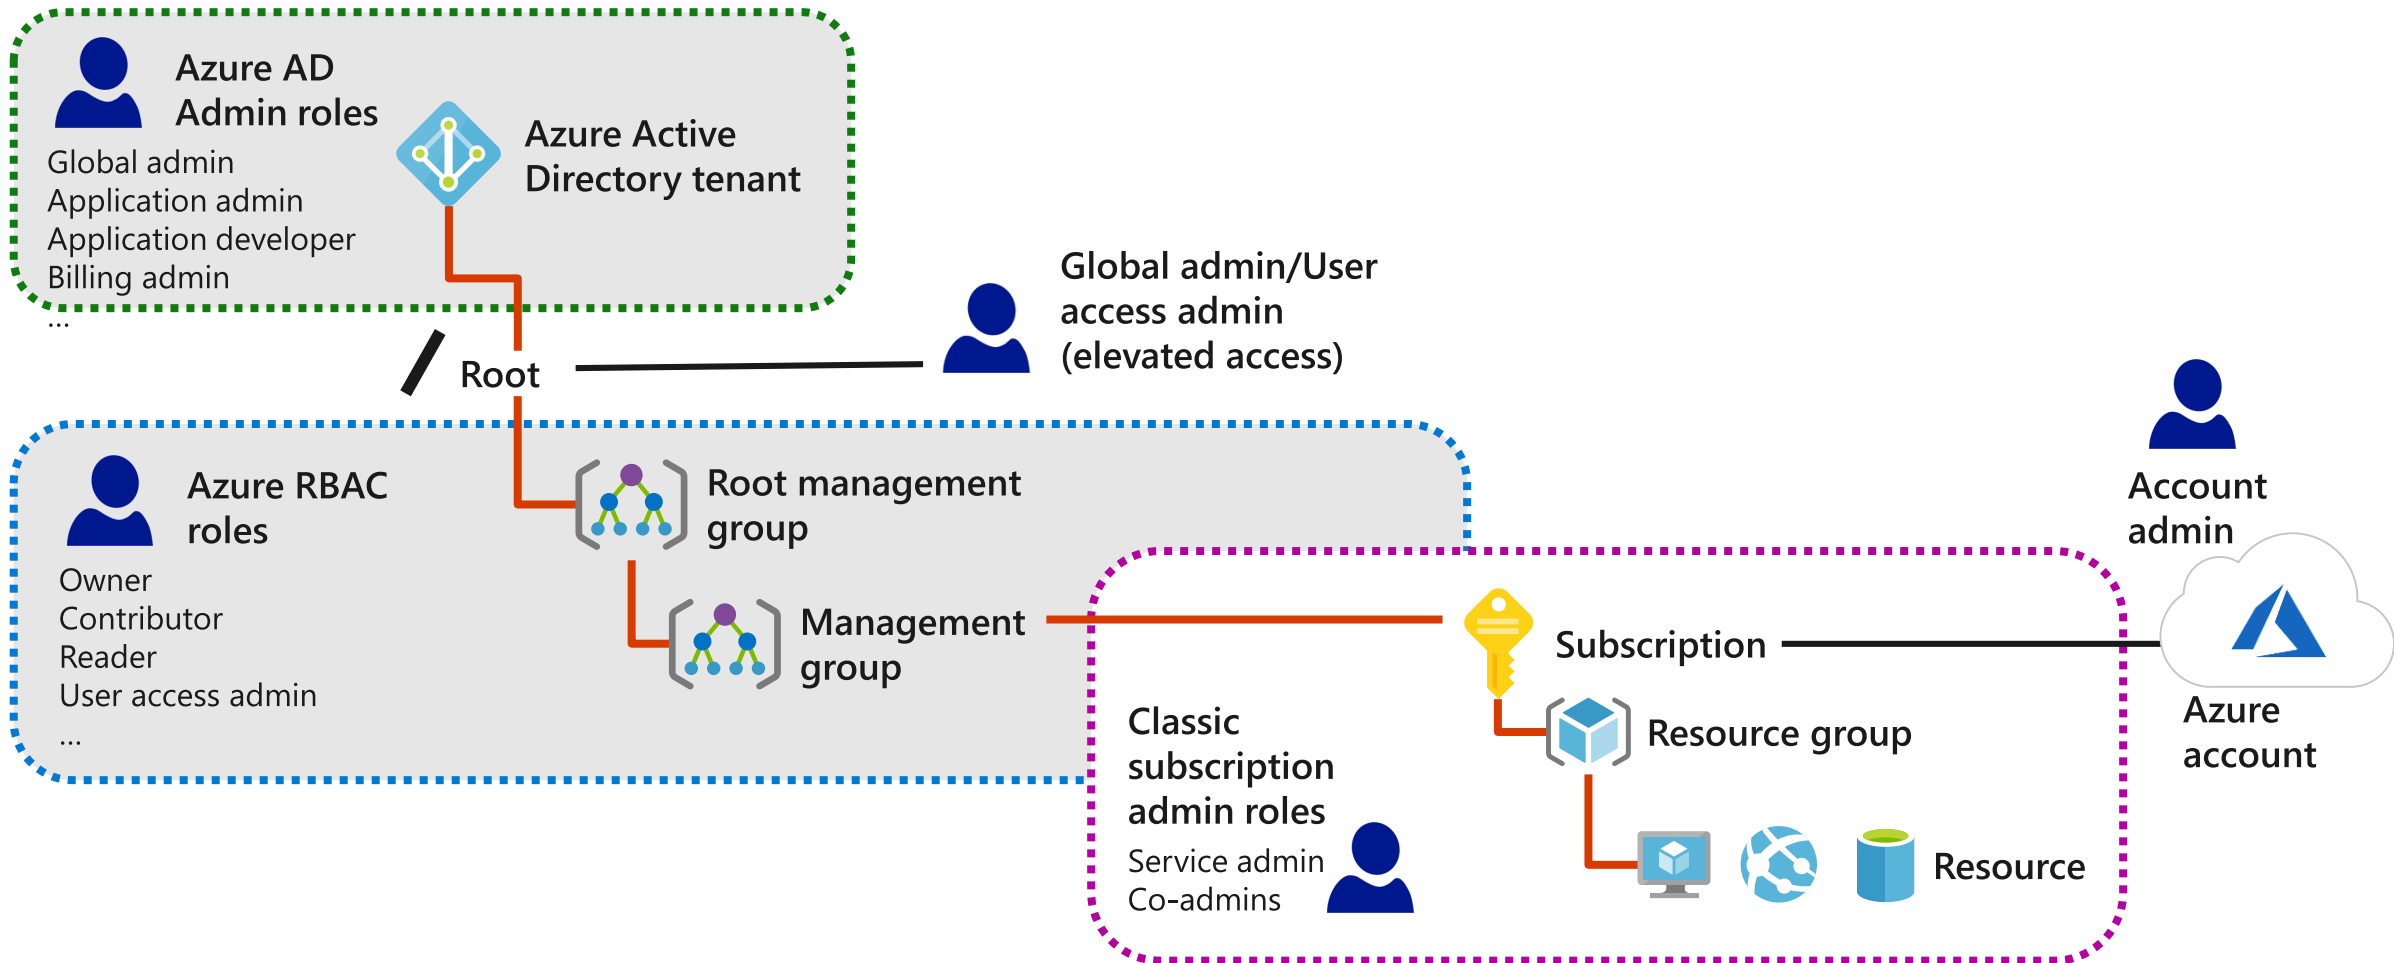 Azure AD
Admin roles
Global admin
Application admin
Application developer
Billing admin
...
Azure Active
Directory tenant
/
Root
Global admin/User
access admin
(elevated access)
Azure RBAC
roles
Owner
Contributor
Reader
User access admin
...
Root management
group
Management
group
Account
admin
Subscription
Azure
account
Resource group
Classic
subscription
admin roles
Service admin
Co-admins
Resource